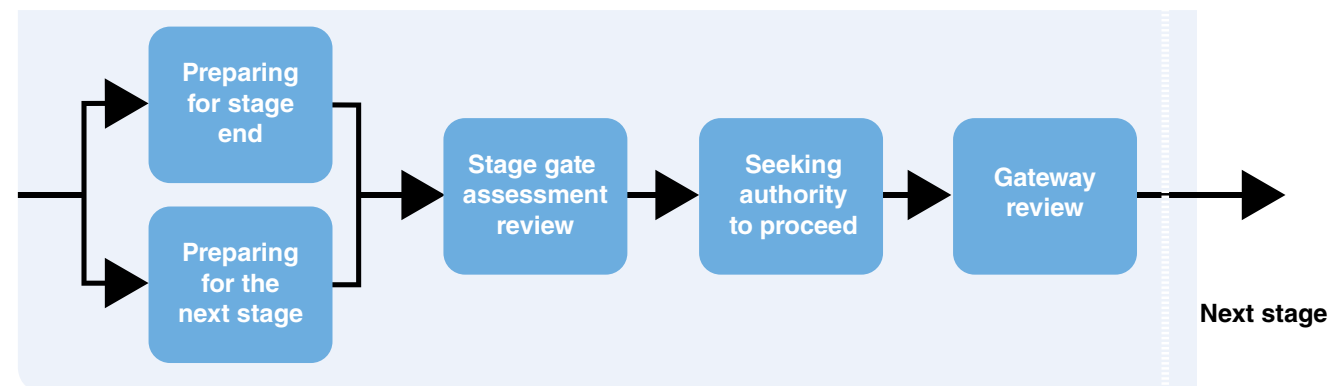 Preparing
for stage
end
Preparing
for the
next stage
Stage gate
assessment
review
Seeking
authority
to proceed
Gateway
review
Next stage